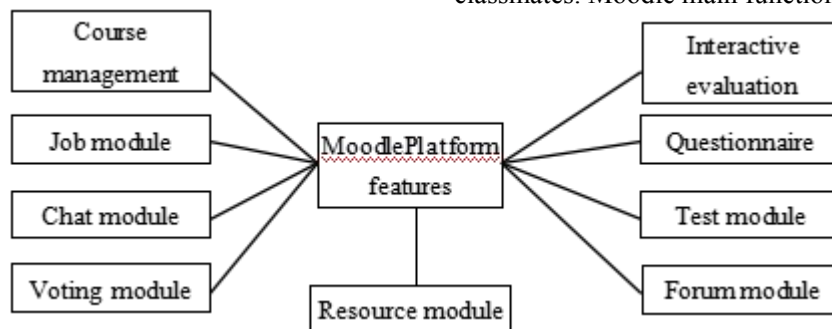 classmates. Moodle main function
Course
management
Job module
Chat module
Voting module
MoodlePlatform
features
Resource module
Interactive
evaluation
Questionnaire
Test module
Forum module